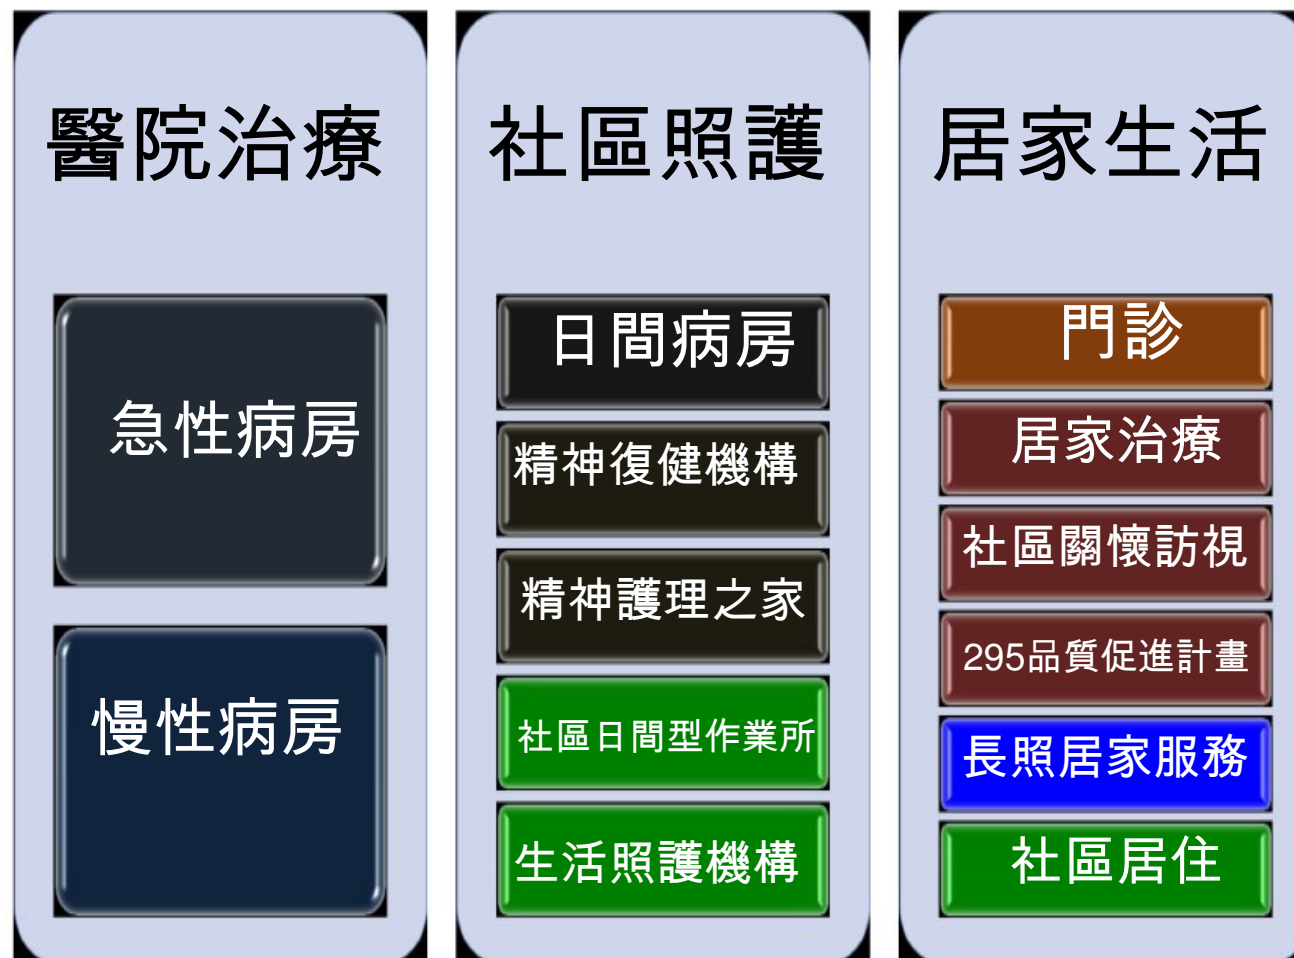 醫院治療
急性病房
慢性病房
社區照護
日間病房
精神復健機構
精神護理之家
社區日間型作業所
生活照護機構
居家生活
門診
居家治療
社區關懷訪視
295品質促進計畫
長照居家服務
社區居住